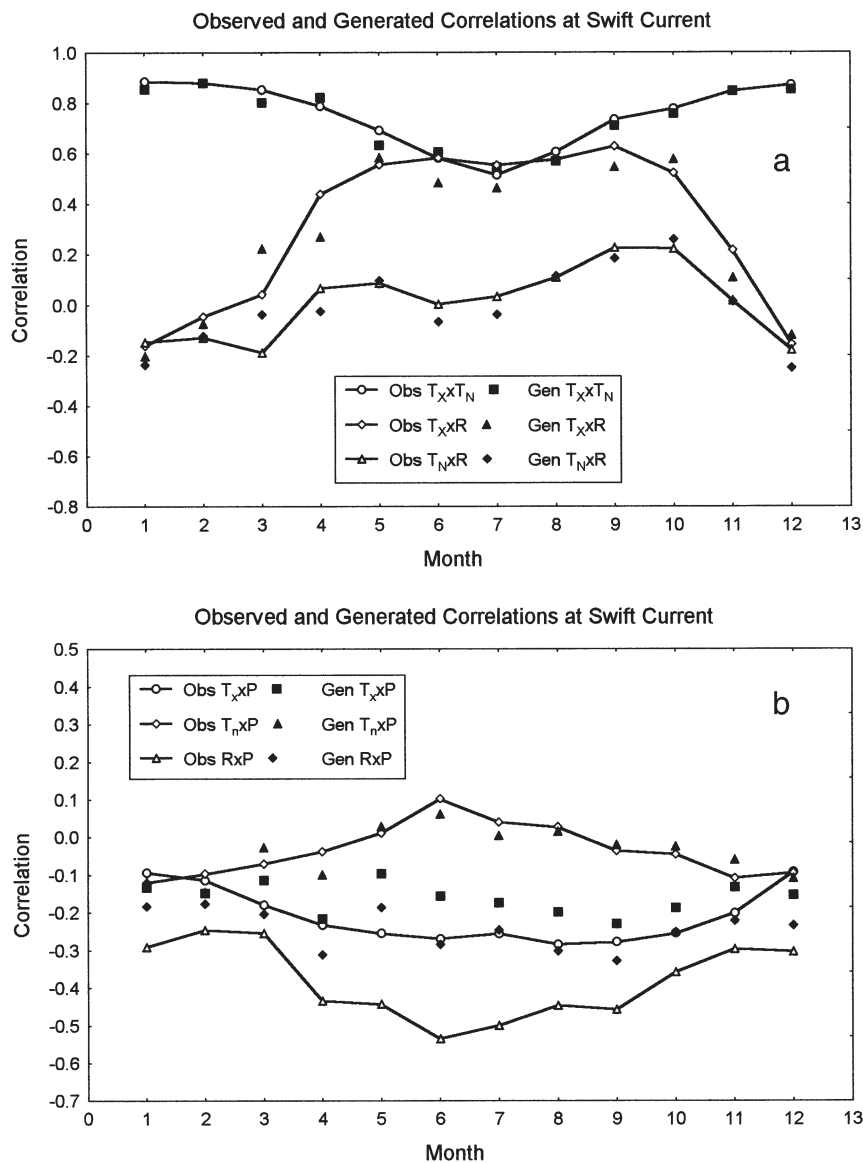 Observed and Generated Correlations at Swift Current
1.0
0.8
0.6
0.4
0.2
0.0
-0.2
-0.4
-0.6
-0.8
Correlation
a
Obs TXxTN Gen TXxTN
Obs TXxR Gen TXxR
Obs TNxR Gen TNxR
0 1 2 3 4 5 6 7 8 9 10 11 12 13
Month
Observed and Generated Correlations at Swift Current
0.5
0.4
0.3
0.2
0.1
0.0
-0.1
-0.2
-0.3
-0.4
-0.5
-0.6
-0.7
Correlation
b
Obs TxxP Gen TxxP
Obs TnxP Gen TnxP
Obs RxP Gen RxP
0 1 2 3 4 5 6 7 8 9 10 11 12 13
Month